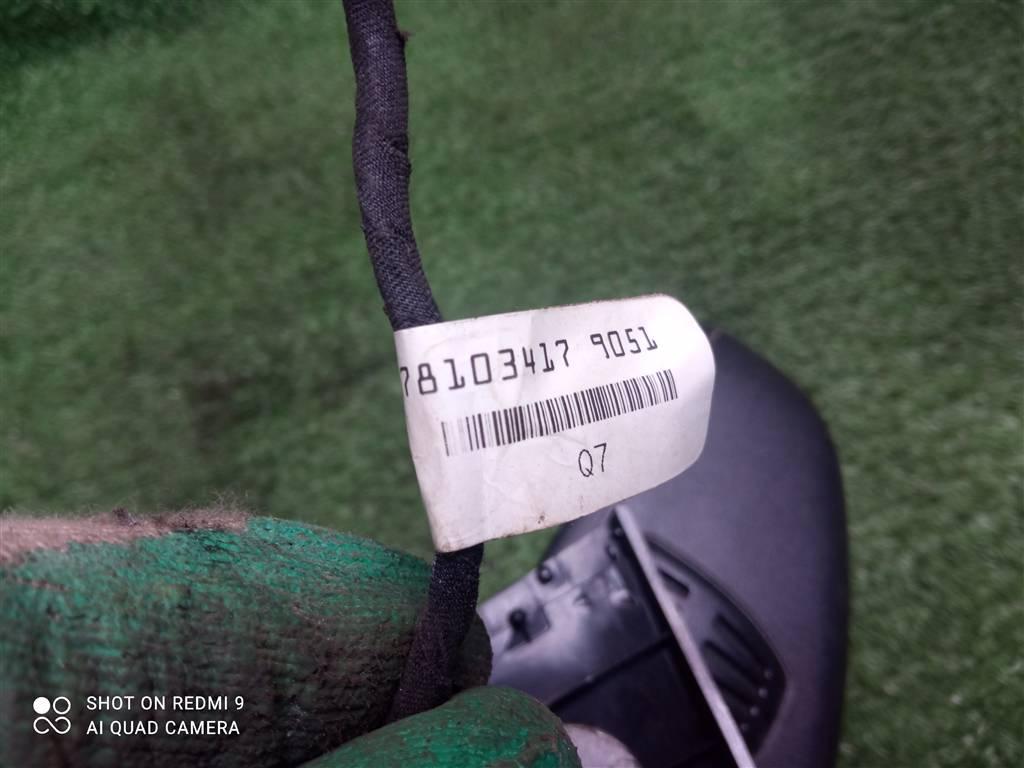 78103417 9051
Q7
SHOT ON REDMI 9
AI QUAD CAMERA